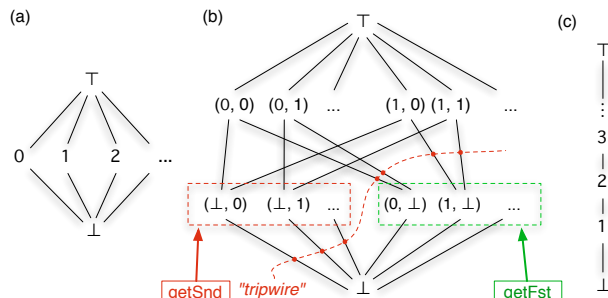 (a)
⊤
0 1 2 ...
⊥
(b)
⊤
(0, 0) (0, 1) ... (1, 0) (1, 1) ...
(⊥, 0) (⊥, 1) ... (0, ⊥) (1, ⊥) ...
getSnd "tripwire" ⊥ getFst
(c)
⊤
⋮
3
2
1
⊥